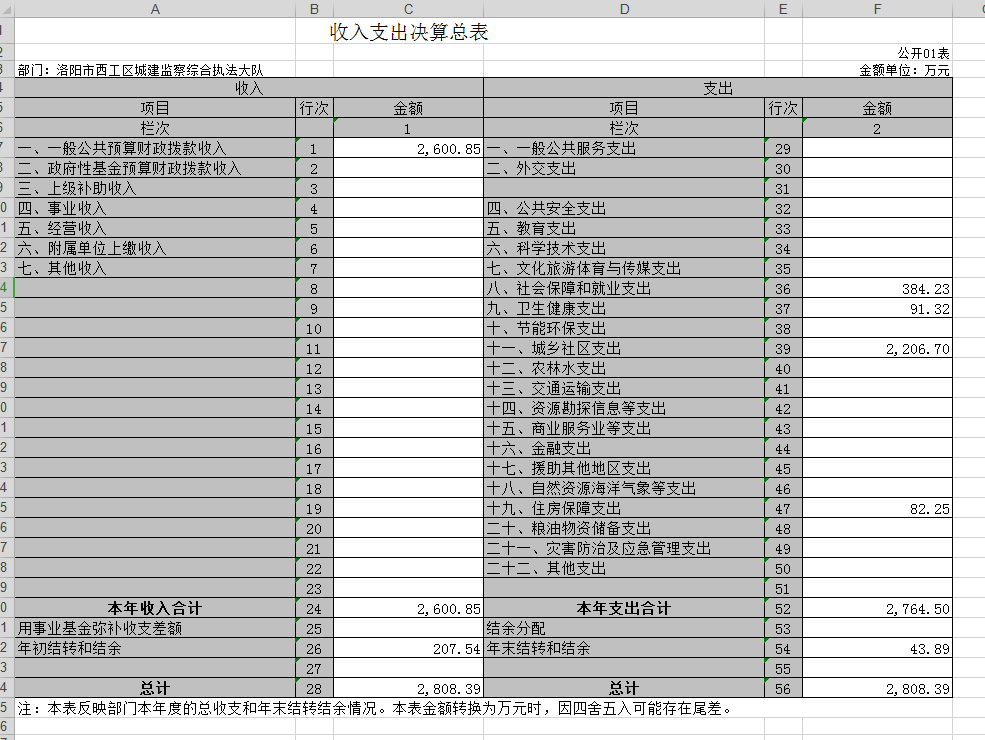 A B C D E F
收入支出决算总表
公开01表
部门：洛阳市西工区城建监察综合执法大队 金额单位：万元
收入 支出
项目 行次 金额 项目 行次 金额
栏次 1 栏次 2
一、一般公共预算财政拨款收入 1 2,600.85 一、一般公共服务支出 29
二、政府性基金预算财政拨款收入 2 二、外交支出 30
三、上级补助收入 3 31
四、事业收入 4 四、公共安全支出 32
五、经营收入 5 五、教育支出 33
六、附属单位上缴收入 6 六、科学技术支出 34
七、其他收入 7 七、文化旅游体育与传媒支出 35
8 八、社会保障和就业支出 36 384.23
9 九、卫生健康支出 37 91.32
10 十、节能环保支出 38
11 十一、城乡社区支出 39 2,206.70
12 十二、农林水支出 40
13 十三、交通运输支出 41
14 十四、资源勘探信息等支出 42
15 十五、商业服务业等支出 43
16 十六、金融支出 44
17 十七、援助其他地区支出 45
18 十八、自然资源海洋气象等支出 46
19 十九、住房保障支出 47 82.25
20 二十、粮油物资储备支出 48
21 二十一、灾害防治及应急管理支出 49
22 二十二、其他支出 50
23 51
本年收入合计 24 2,600.85 本年支出合计 52 2,764.50
用事业基金弥补收支差额 25 结余分配 53
年初结转和结余 26 207.54 年末结转和结余 54 43.89
27 55
总计 28 2,808.39 总计 56 2,808.39
注：本表反映部门本年度的总收支和年末结转结余情况。本表金额转换为万元时，因四舍五入可能存在尾差。